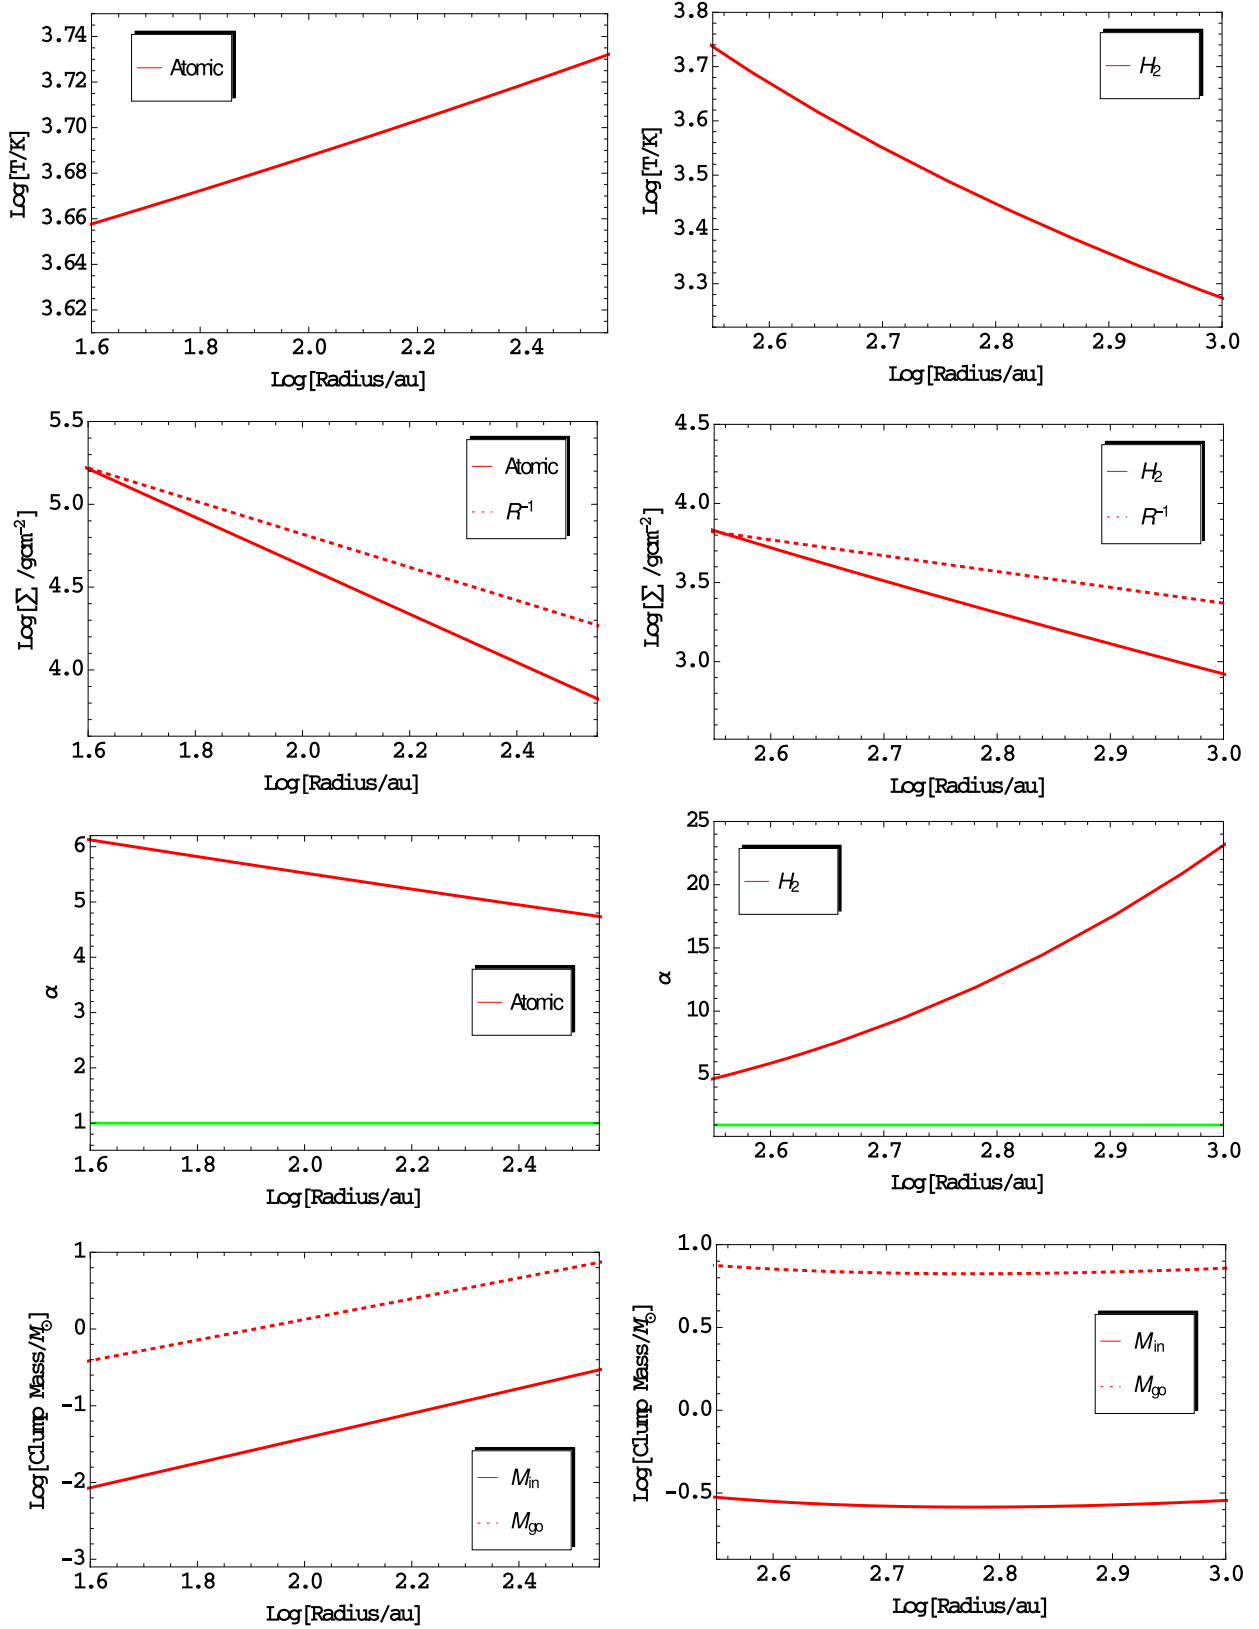 3.74
3.72
3.70
3.68
3.66
3.64
3.62
Log[T/K]
Atomic
1.6 1.8 2.0 2.2 2.4
Log[Radius/au]
3.8
3.7
3.6
3.5
3.4
3.3
Log[T/K]
H₂
2.6 2.7 2.8 2.9 3.0
Log[Radius/au]
5.5
5.0
4.5
4.0
Log[∑ /gcm⁻²]
Atomic
R⁻¹
1.6 1.8 2.0 2.2 2.4
Log[Radius/au]
4.5
4.0
3.5
3.0
Log[∑ /gcm⁻²]
H₂
R⁻¹
2.6 2.7 2.8 2.9 3.0
Log[Radius/au]
6
5
4
3
2
1
α
Atomic
1.6 1.8 2.0 2.2 2.4
Log[Radius/au]
25
20
15
10
5
α
H₂
2.6 2.7 2.8 2.9 3.0
Log[Radius/au]
1
0
−1
−2
−3
Log[Clump Mass/M⊙]
M_in
M_go
1.6 1.8 2.0 2.2 2.4
Log[Radius/au]
1.0
0.5
0.0
−0.5
Log[Clump Mass/M⊙]
M_in
M_go
2.6 2.7 2.8 2.9 3.0
Log[Radius/au]